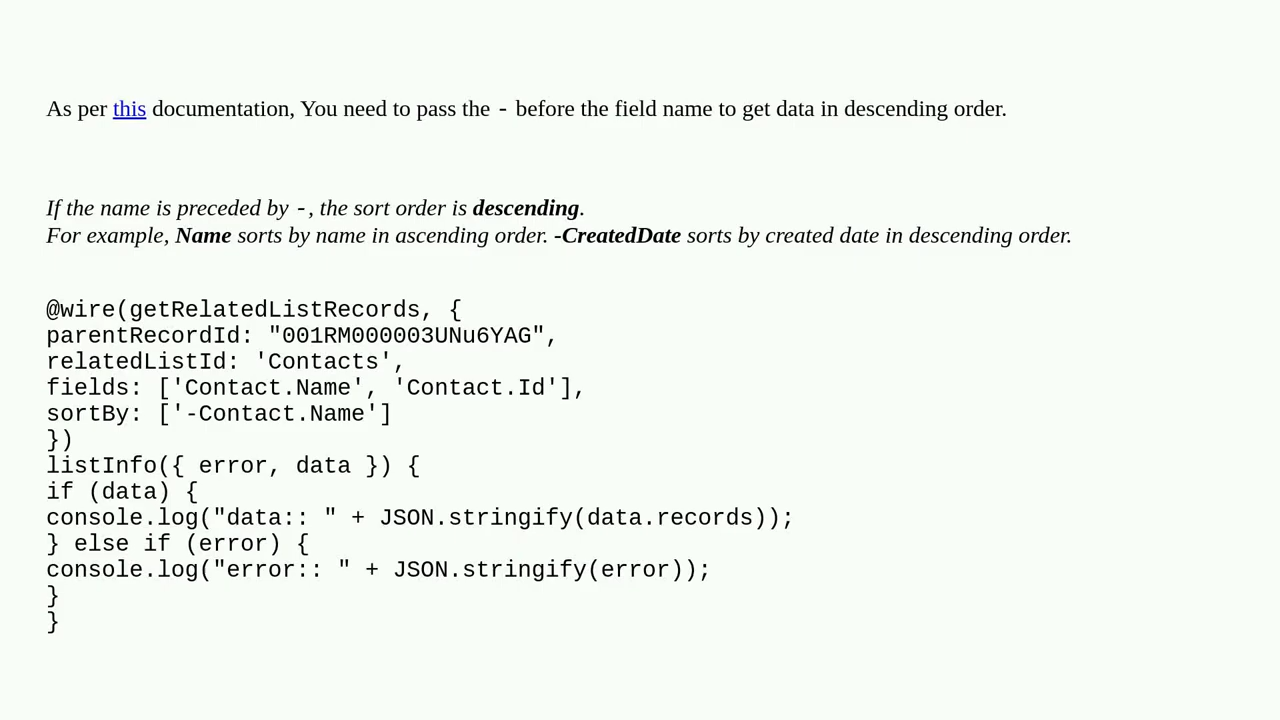 As per this documentation, You need to pass the - before the field name to get data in descending order.
If the name is preceded by -, the sort order is descending.
For example, Name sorts by name in ascending order. -CreatedDate sorts by created date in descending order.
@wire(getRelatedListRecords, {
parentRecordId: "001RM000003UNu6YAG",
relatedListId: 'Contacts',
fields: ['Contact.Name', 'Contact.Id'],
sortBy: ['-Contact.Name']
})
listInfo({ error, data }) {
if (data) {
console.log("data:: " + JSON.stringify(data.records));
} else if (error) {
console.log("error:: " + JSON.stringify(error));
}
}